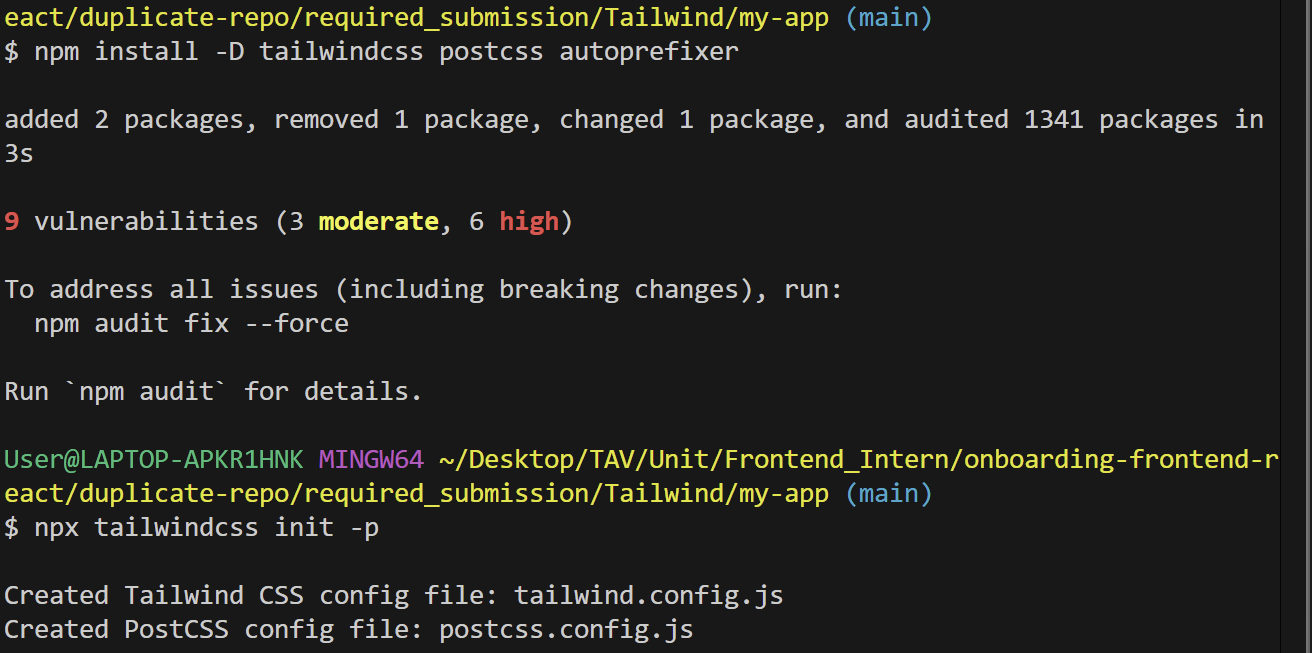 eact/duplicate-repo/required_submission/Tailwind/my-app (main)
$ npm install -D tailwindcss postcss autoprefixer
added 2 packages, removed 1 package, changed 1 package, and audited 1341 packages in
3s
9 vulnerabilities (3 moderate, 6 high)
To address all issues (including breaking changes), run:
  npm audit fix --force
Run `npm audit` for details.
User@LAPTOP-APKR1HNK MINGW64 ~/Desktop/TAV/Unit/Frontend_Intern/onboarding-frontend-r
eact/duplicate-repo/required_submission/Tailwind/my-app (main)
$ npx tailwindcss init -p
Created Tailwind CSS config file: tailwind.config.js
Created PostCSS config file: postcss.config.js